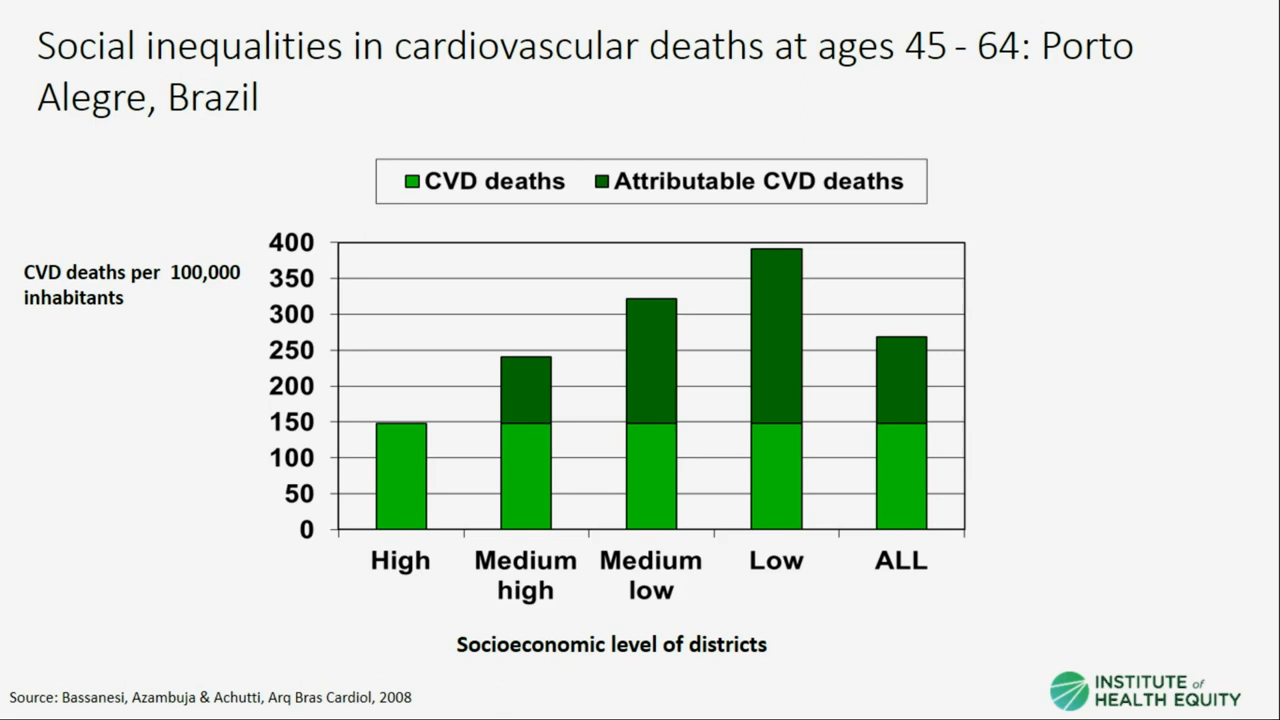 Social inequalities in cardiovascular deaths at ages 45 - 64: Porto
Alegre, Brazil
CVD deaths
Attributable CVD deaths
CVD deaths per 100,000
inhabitants
400
350
300
250
200
150
100
50
0
High
Medium
high
Medium
low
Low
ALL
Socioeconomic level of districts
Source: Bassanesi, Azambuja & Achutti, Arq Bras Cardiol, 2008
INSTITUTE of
HEALTH EQUITY